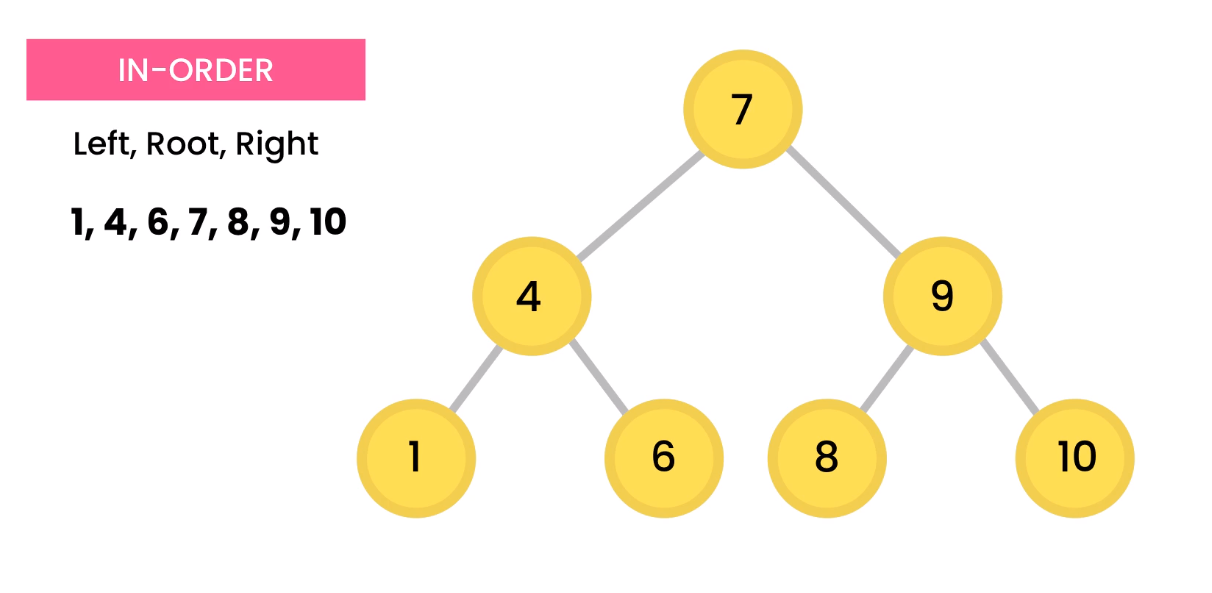 IN-ORDER
Left, Root, Right
1, 4, 6, 7, 8, 9, 10
7
4
9
1
6
8
10